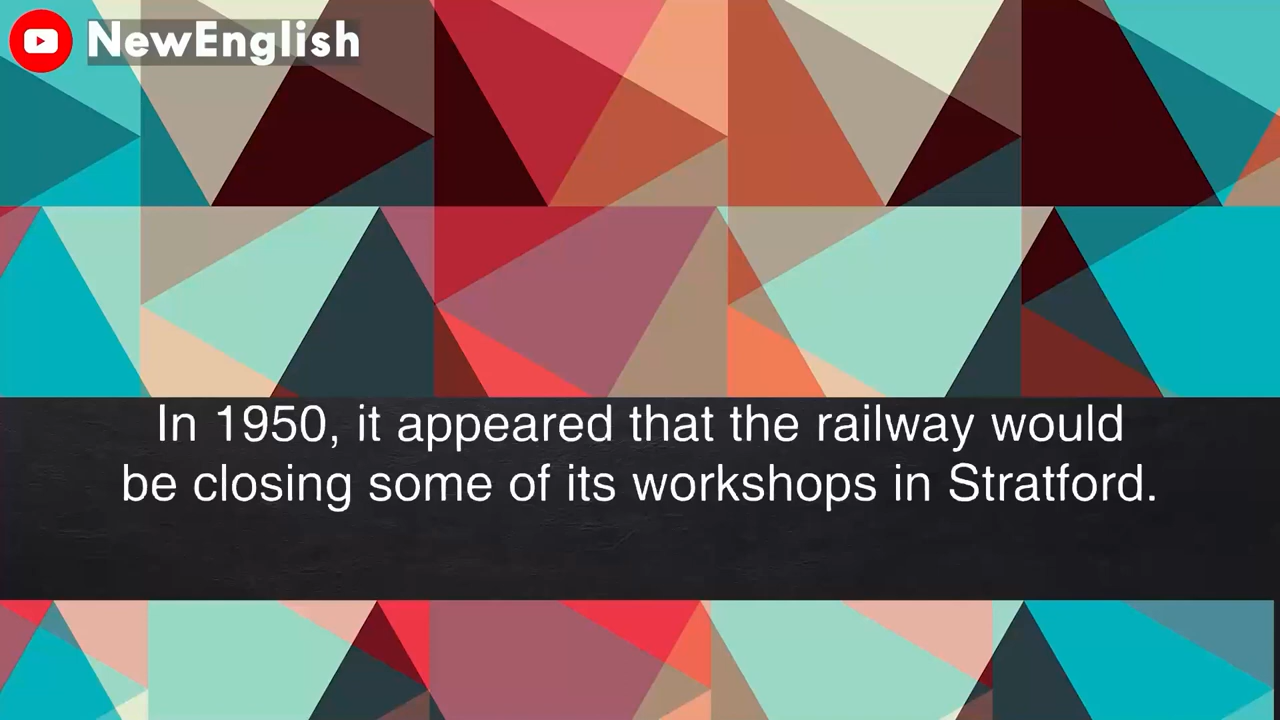 NewEnglish
In 1950, it appeared that the railway would
be closing some of its workshops in Stratford.